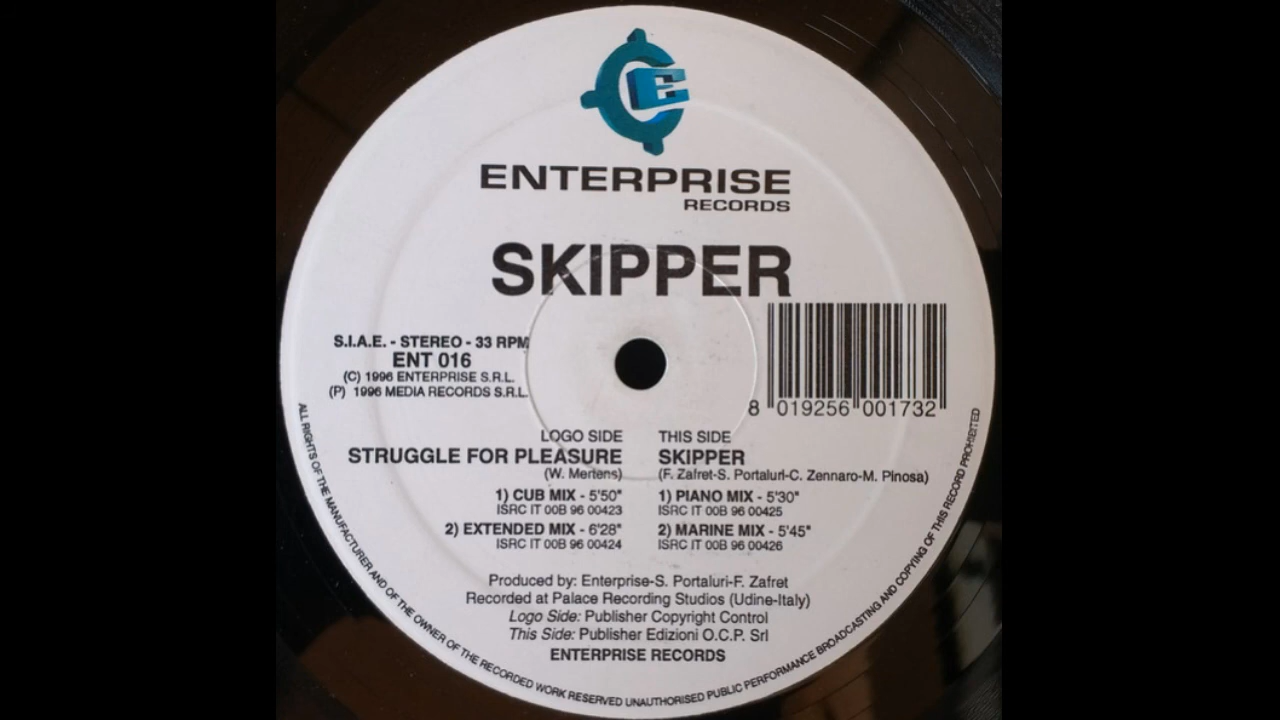 E
ENTERPRISE
RECORDS
SKIPPER
S.I.A.E. - STEREO - 33 RPM
ENT 016
(C) 1996 ENTERPRISE S.R.L.
(P) 1996 MEDIA RECORDS S.R.L.
8 019256 001732
LOGO SIDE
STRUGGLE FOR PLEASURE
(W. Mertens)
1) CUB MIX - 5'50"
ISRC IT 00B 96 00423
2) EXTENDED MIX - 6'28"
ISRC IT 00B 96 00424
THIS SIDE
SKIPPER
(F. Zafret-S. Portaluri-C. Zennaro-M. Pinosa)
1) PIANO MIX - 5'30"
ISRC IT 00B 96 00425
2) MARINE MIX - 5'45"
ISRC IT 00B 96 00426
Produced by: Enterprise-S. Portaluri-F. Zafret
Recorded at Palace Recording Studios (Udine-Italy)
Logo Side: Publisher Copyright Control
This Side: Publisher Edizioni O.C.P. Srl
ENTERPRISE RECORDS
ALL RIGHTS OF THE MANUFACTURER AND OF THE OWNER OF THE RECORDED WORK RESERVED UNAUTHORISED PUBLIC PERFORMANCE BROADCASTING AND COPYING OF THIS RECORD PROHIBITED